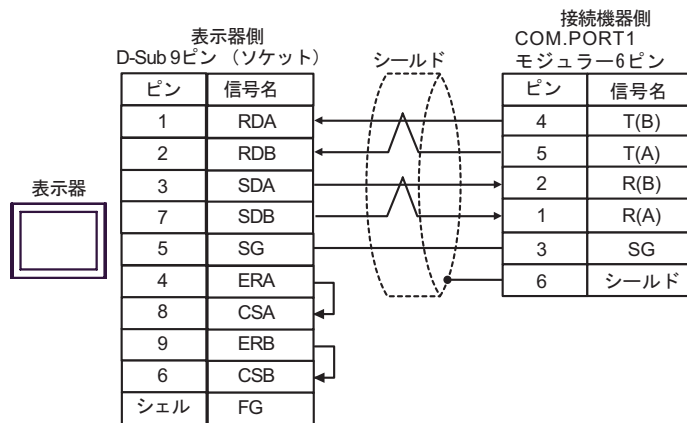 表示器側
D-Sub 9ピン （ソケット）
シールド
接続機器側
COM.PORT1
モジュラー6ピン
ピン 信号名
ピン 信号名
1 RDA
4 T(B)
2 RDB
5 T(A)
表示器
3 SDA
2 R(B)
7 SDB
1 R(A)
5 SG
3 SG
4 ERA
6 シールド
8 CSA
9 ERB
6 CSB
シェル FG